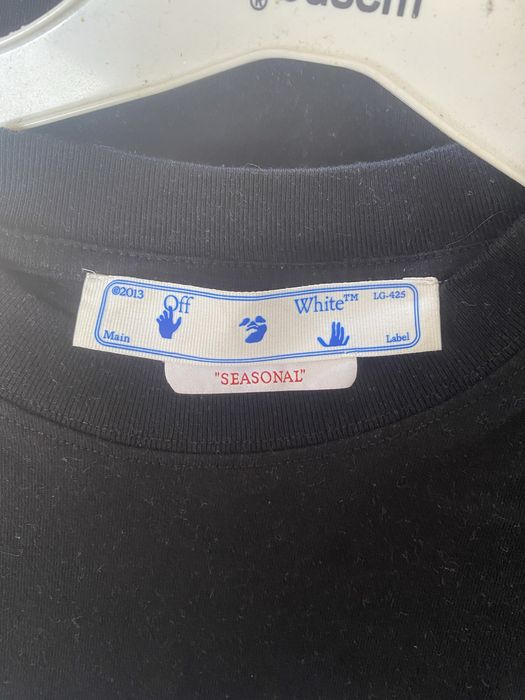 ®
©2013 Off White™ LG-425
Main Label
"SEASONAL"